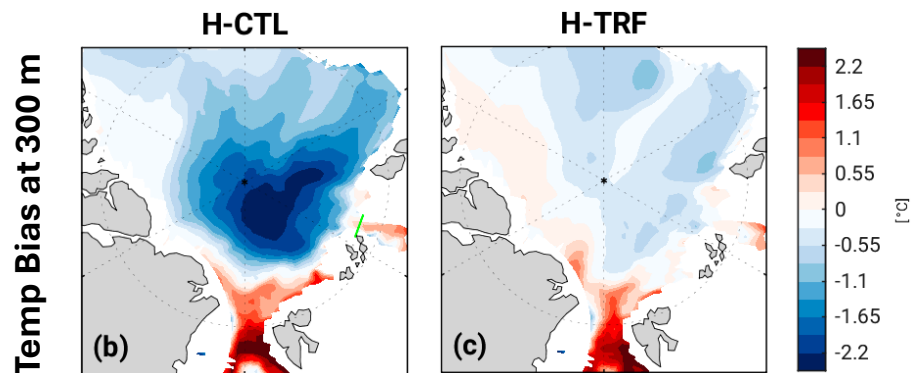 H-CTL
H-TRF
Temp Bias at 300 m
(b)
(c)
2.2
1.65
1.1
0.55
0
-0.55
-1.1
-1.65
-2.2
[°C]